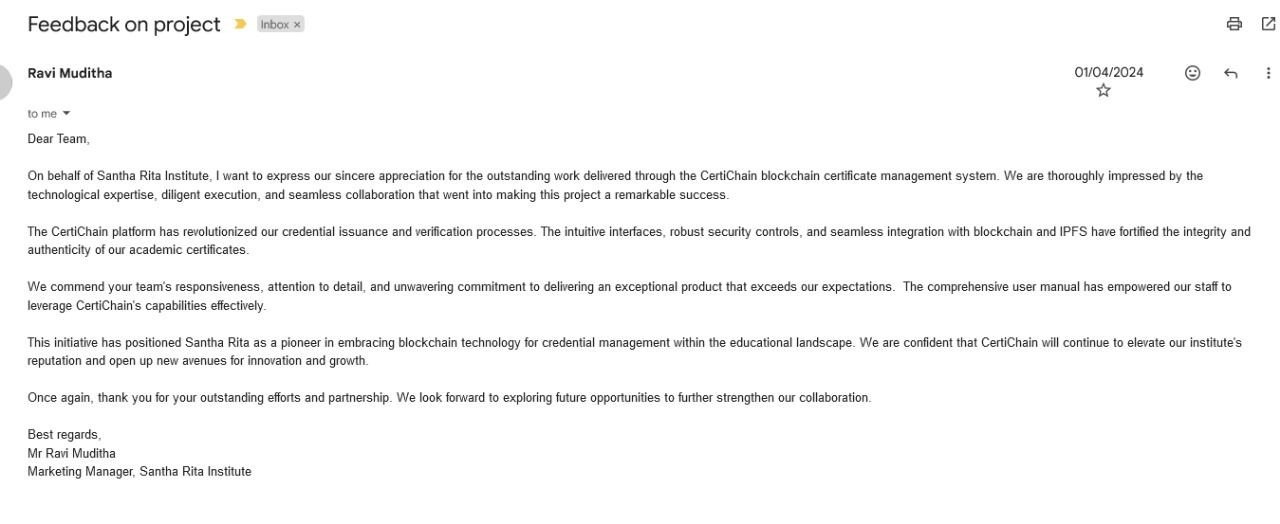 Feedback on project
Inbox ×
Ravi Muditha
01/04/2024
to me
Dear Team,
On behalf of Santha Rita Institute, I want to express our sincere appreciation for the outstanding work delivered through the CertiChain blockchain certificate management system. We are thoroughly impressed by the
technological expertise, diligent execution, and seamless collaboration that went into making this project a remarkable success.
The CertiChain platform has revolutionized our credential issuance and verification processes. The intuitive interfaces, robust security controls, and seamless integration with blockchain and IPFS have fortified the integrity and
authenticity of our academic certificates.
We commend your team's responsiveness, attention to detail, and unwavering commitment to delivering an exceptional product that exceeds our expectations.  The comprehensive user manual has empowered our staff to
leverage CertiChain's capabilities effectively.
This initiative has positioned Santha Rita as a pioneer in embracing blockchain technology for credential management within the educational landscape. We are confident that CertiChain will continue to elevate our institute's
reputation and open up new avenues for innovation and growth.
Once again, thank you for your outstanding efforts and partnership. We look forward to exploring future opportunities to further strengthen our collaboration.
Best regards,
Mr Ravi Muditha
Marketing Manager, Santha Rita Institute